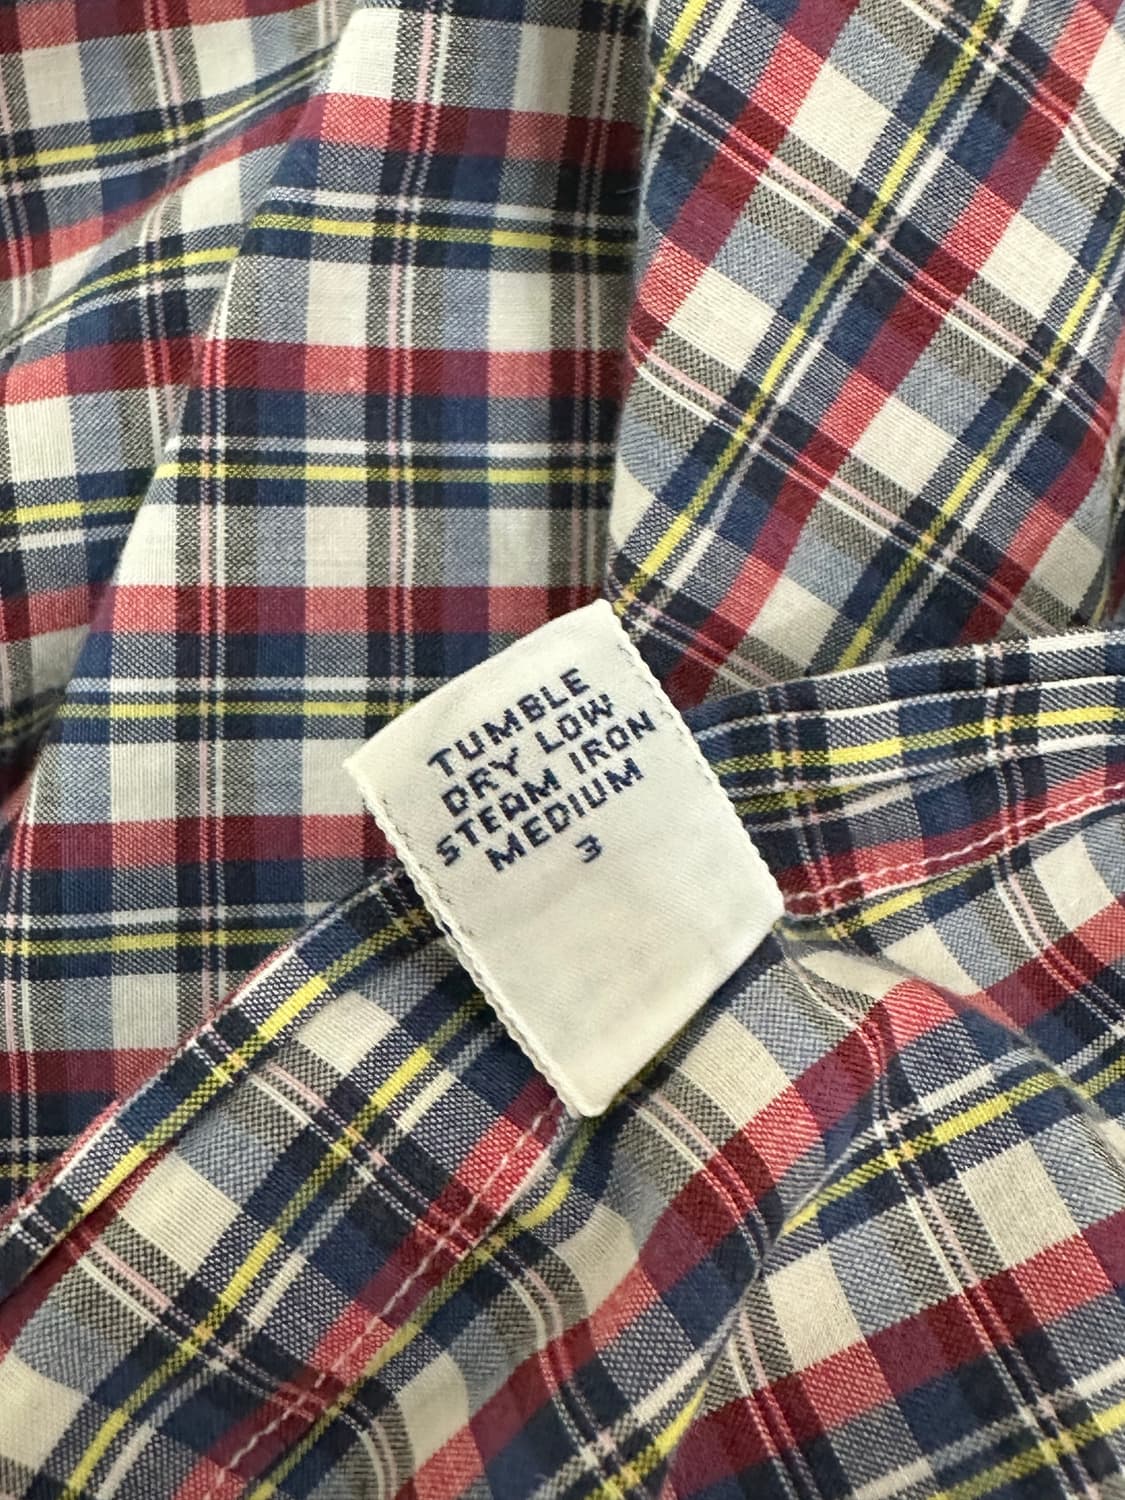 TUMBLE
DRY LOW
STEAM IRON
MEDIUM
3